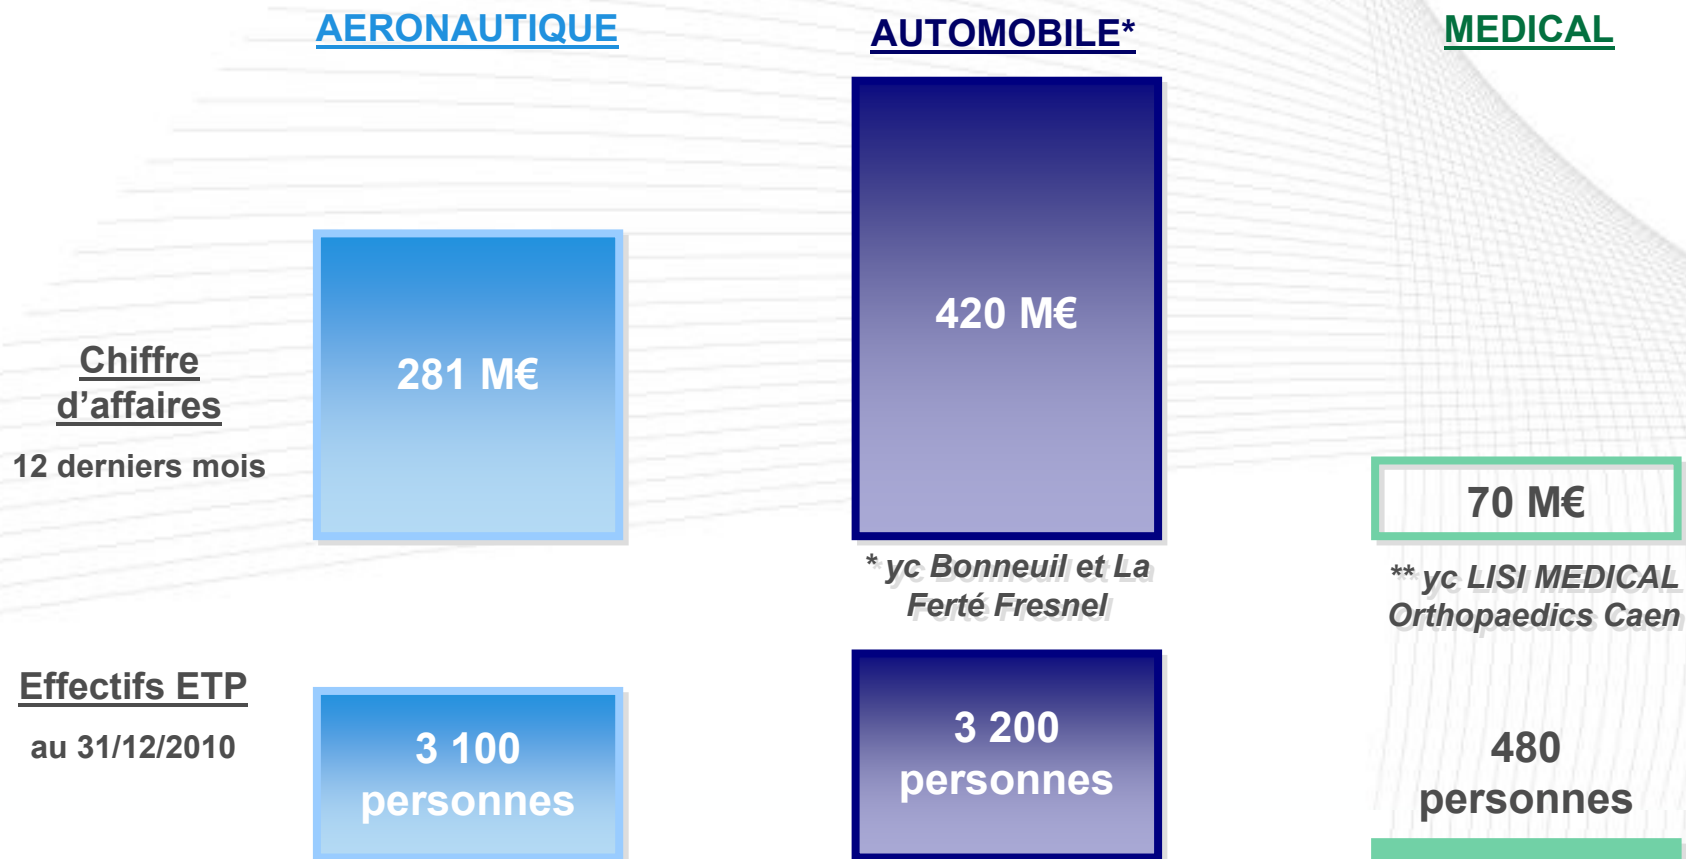 AERONAUTIQUE
AUTOMOBILE*
MEDICAL
Chiffre
d’affaires
12 derniers mois
281 M€
420 M€
70 M€
* yc Bonneuil et La
Ferté Fresnel
** yc LISI MEDICAL
Orthopaedics Caen
Effectifs ETP
au 31/12/2010
3 100
personnes
3 200
personnes
480
personnes